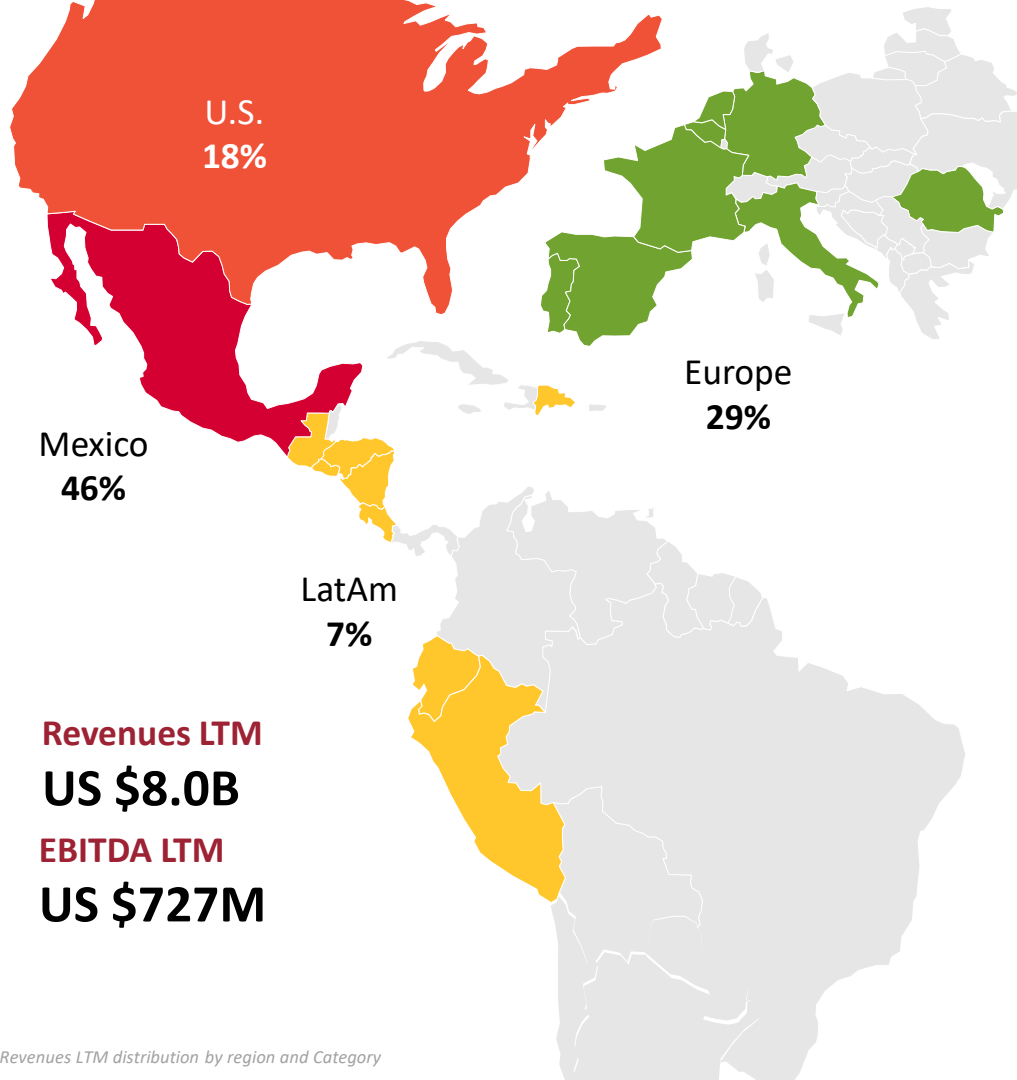 U.S.
18%
Europe
29%
Mexico
46%
LatAm
7%
Revenues LTM
US $8.0B
EBITDA LTM
US $727M
Revenues LTM distribution by region and Category